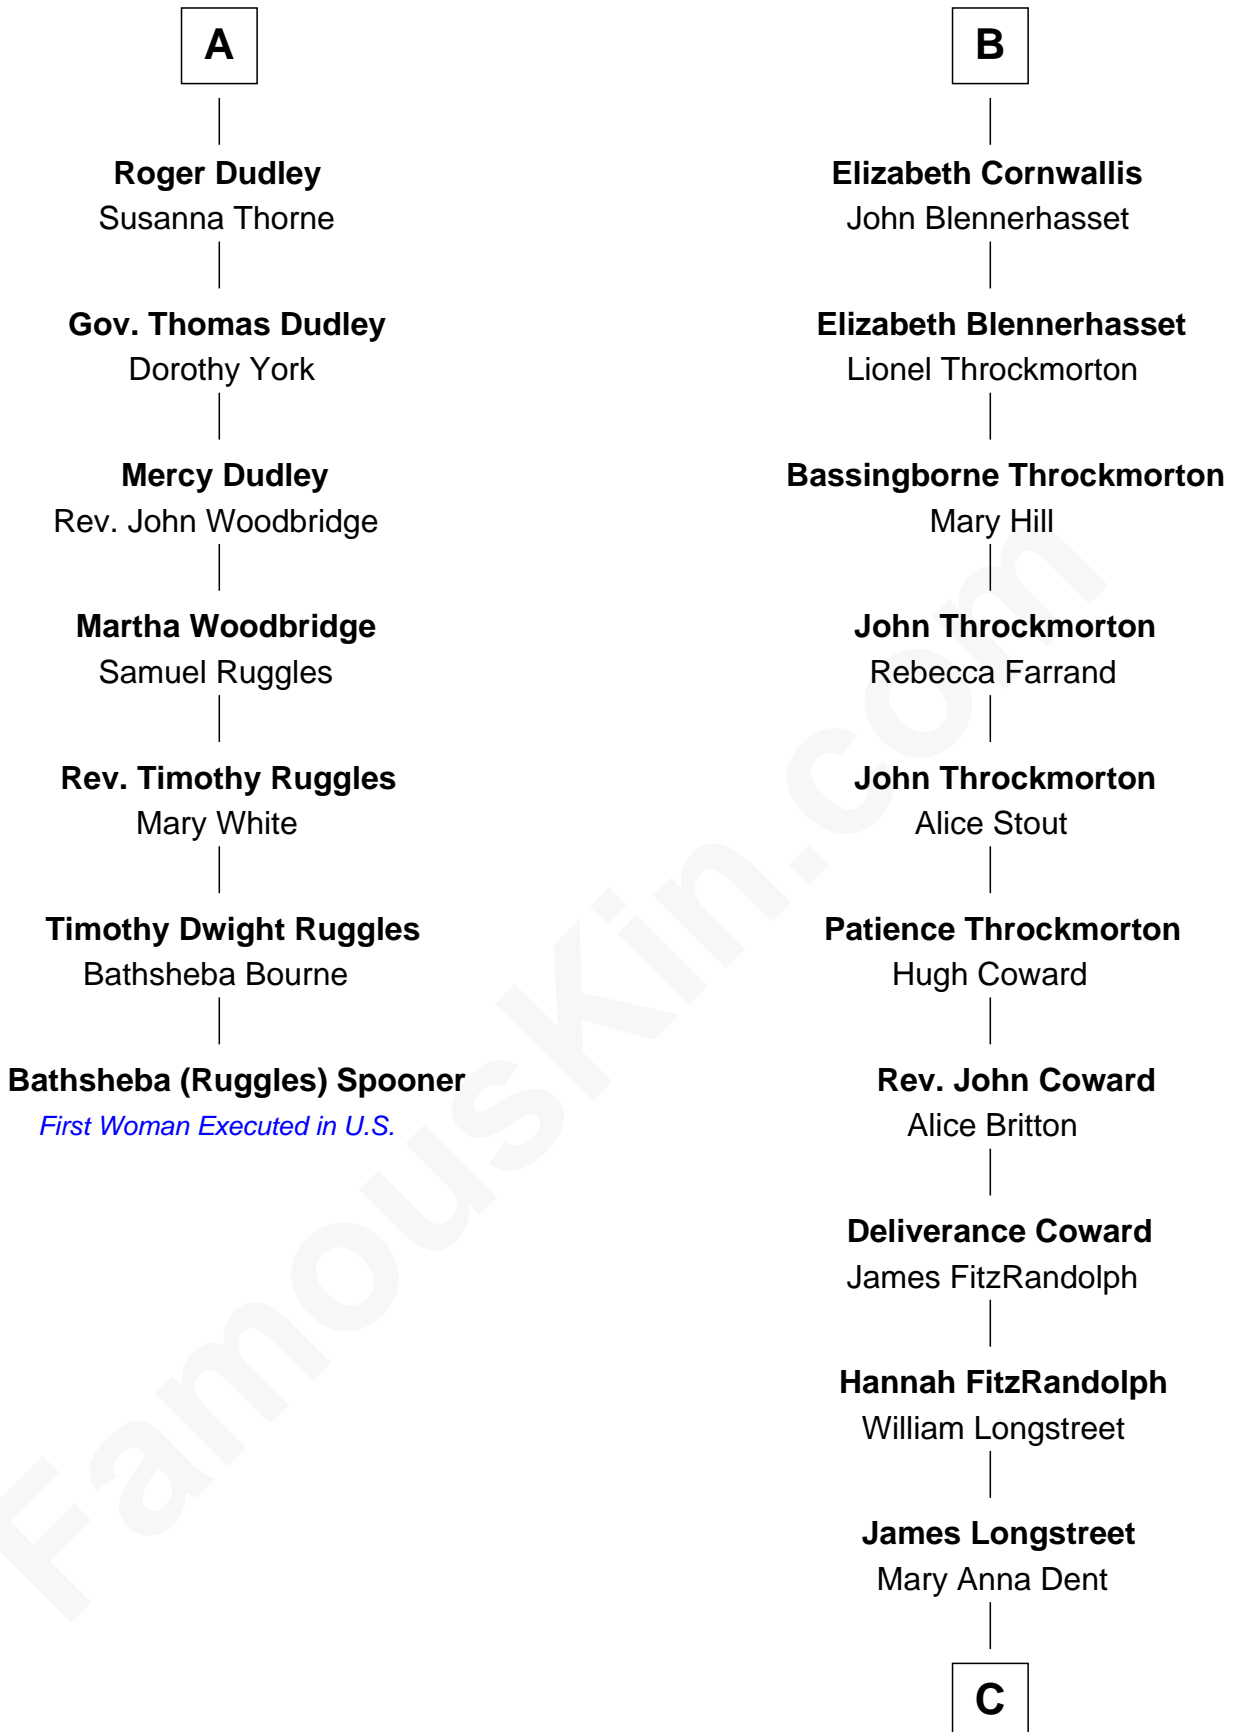 A
Roger Dudley
Susanna Thorne
Gov. Thomas Dudley
Dorothy York
Mercy Dudley
Rev. John Woodbridge
Martha Woodbridge
Samuel Ruggles
Rev. Timothy Ruggles
Mary White
Timothy Dwight Ruggles
Bathsheba Bourne
Bathsheba (Ruggles) Spooner
First Woman Executed in U.S.
B
Elizabeth Cornwallis
John Blennerhasset
Elizabeth Blennerhasset
Lionel Throckmorton
Bassingborne Throckmorton
Mary Hill
John Throckmorton
Rebecca Farrand
John Throckmorton
Alice Stout
Patience Throckmorton
Hugh Coward
Rev. John Coward
Alice Britton
Deliverance Coward
James FitzRandolph
Hannah FitzRandolph
William Longstreet
James Longstreet
Mary Anna Dent
C
FamousKin.com